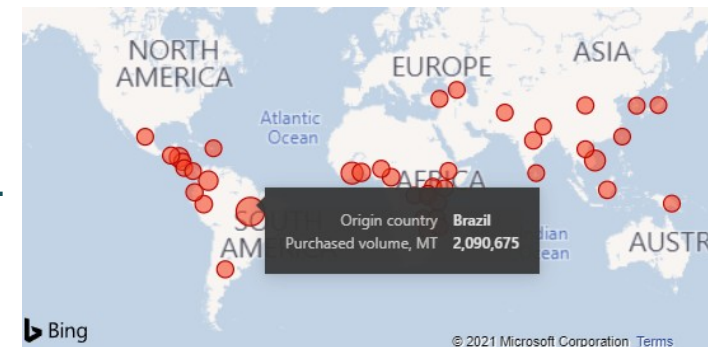 NORTH
AMERICA
EUROPE
ASIA
Atlantic
Ocean
AFRICA
Origin country Brazil
Purchased volume, MT 2,090,675
SOUTH
AM
dian
ean
AUSTR
Bing
© 2021 Microsoft Corporation Terms